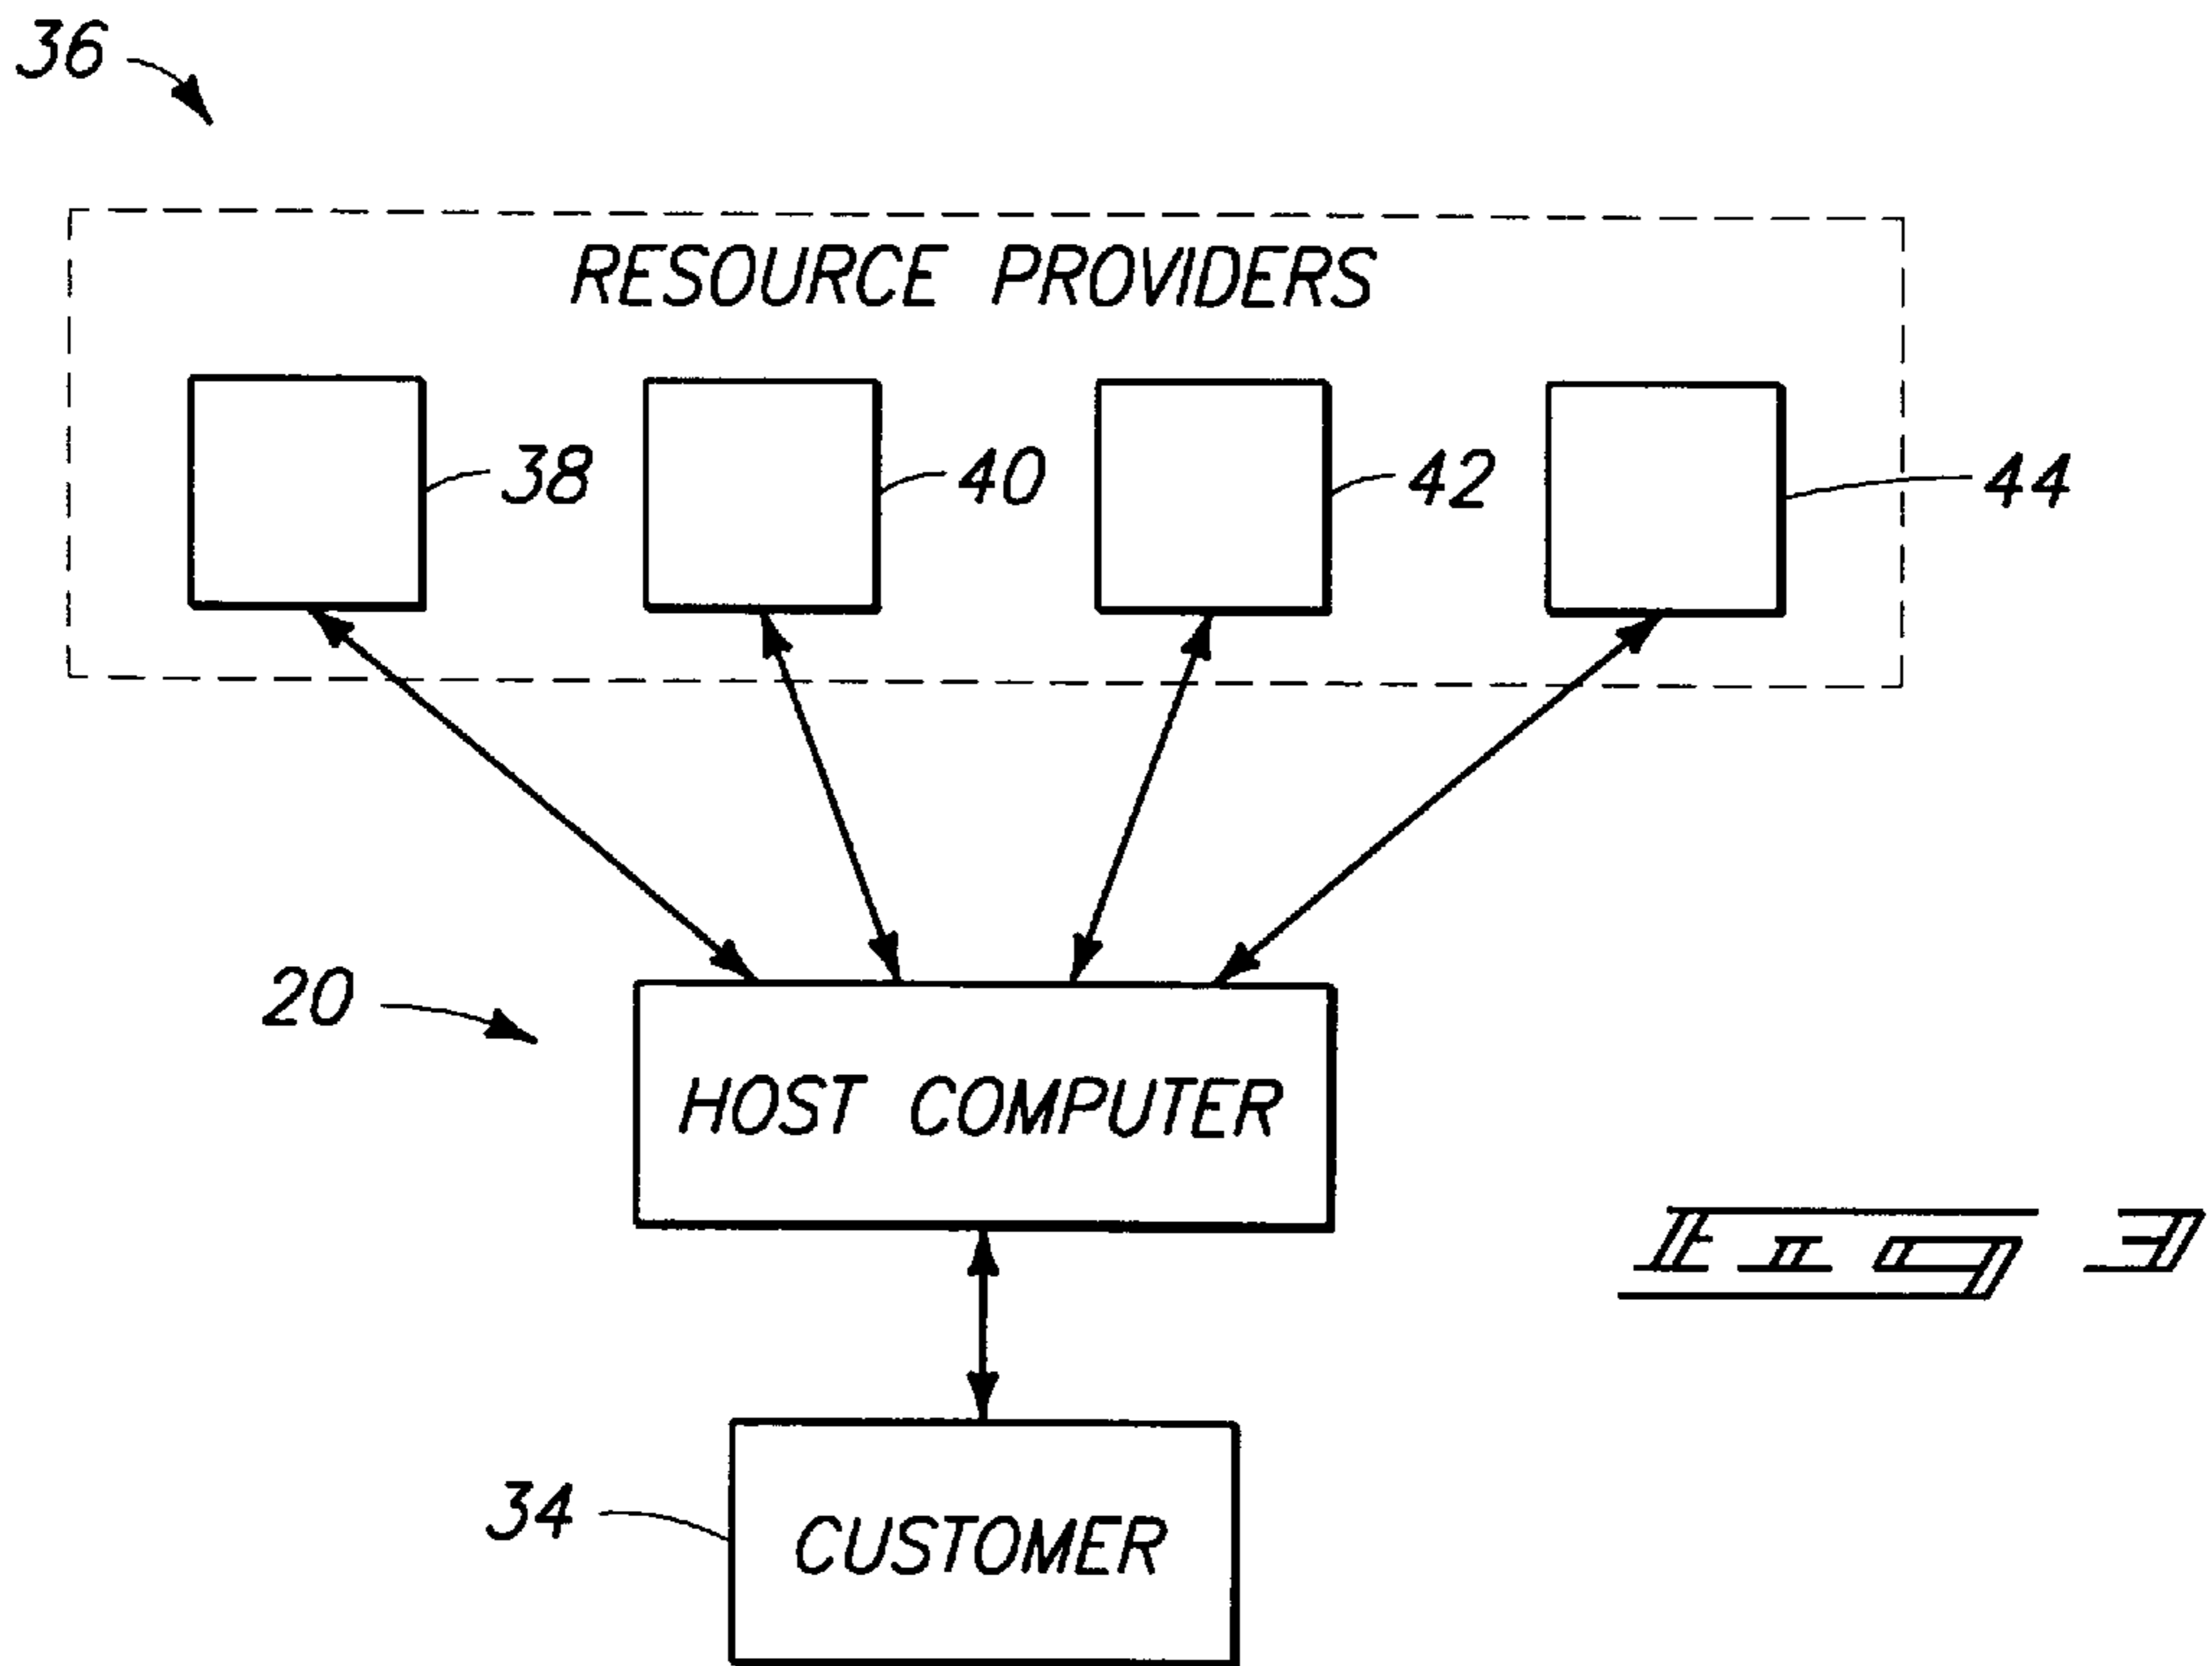 36
RESOURCE PROVIDERS
38
40
42
44
20
HOST COMPUTER
Fig 3
34
CUSTOMER